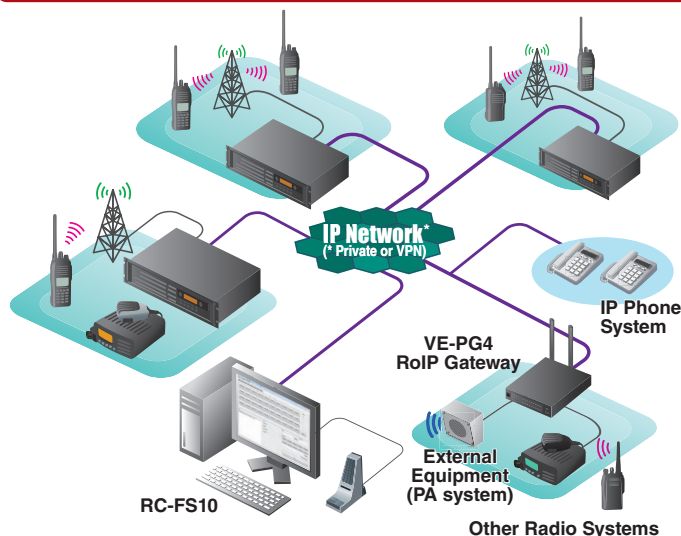 IP Network*
(* Private or VPN)
IP Phone
System
VE-PG4
RoIP Gateway
External
Equipment
(PA system)
RC-FS10
Other Radio Systems